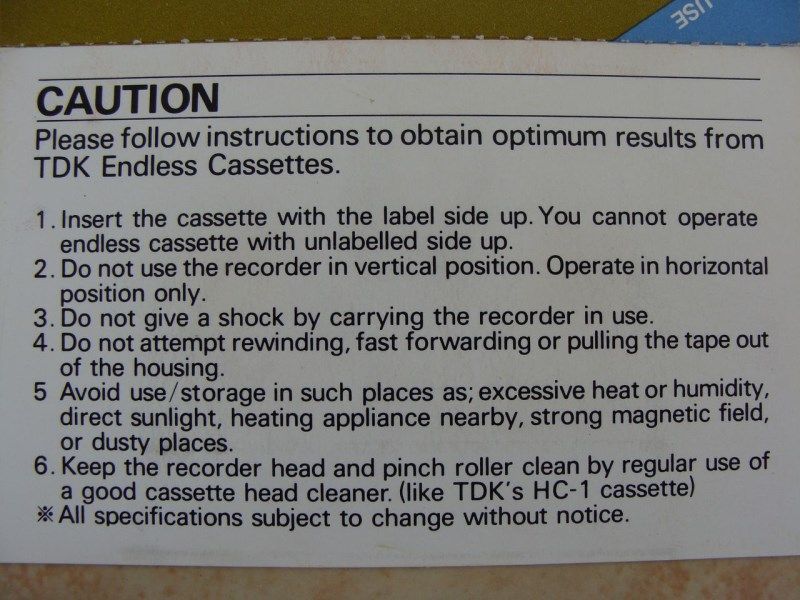 USE
CAUTION
Please follow instructions to obtain optimum results from
TDK Endless Cassettes.
1. Insert the cassette with the label side up. You cannot operate
endless cassette with unlabelled side up.
2. Do not use the recorder in vertical position. Operate in horizontal
position only.
3. Do not give a shock by carrying the recorder in use.
4. Do not attempt rewinding, fast forwarding or pulling the tape out
of the housing.
5 Avoid use/storage in such places as; excessive heat or humidity,
direct sunlight, heating appliance nearby, strong magnetic field,
or dusty places.
6. Keep the recorder head and pinch roller clean by regular use of
a good cassette head cleaner. (like TDK's HC-1 cassette)
※ All specifications subject to change without notice.